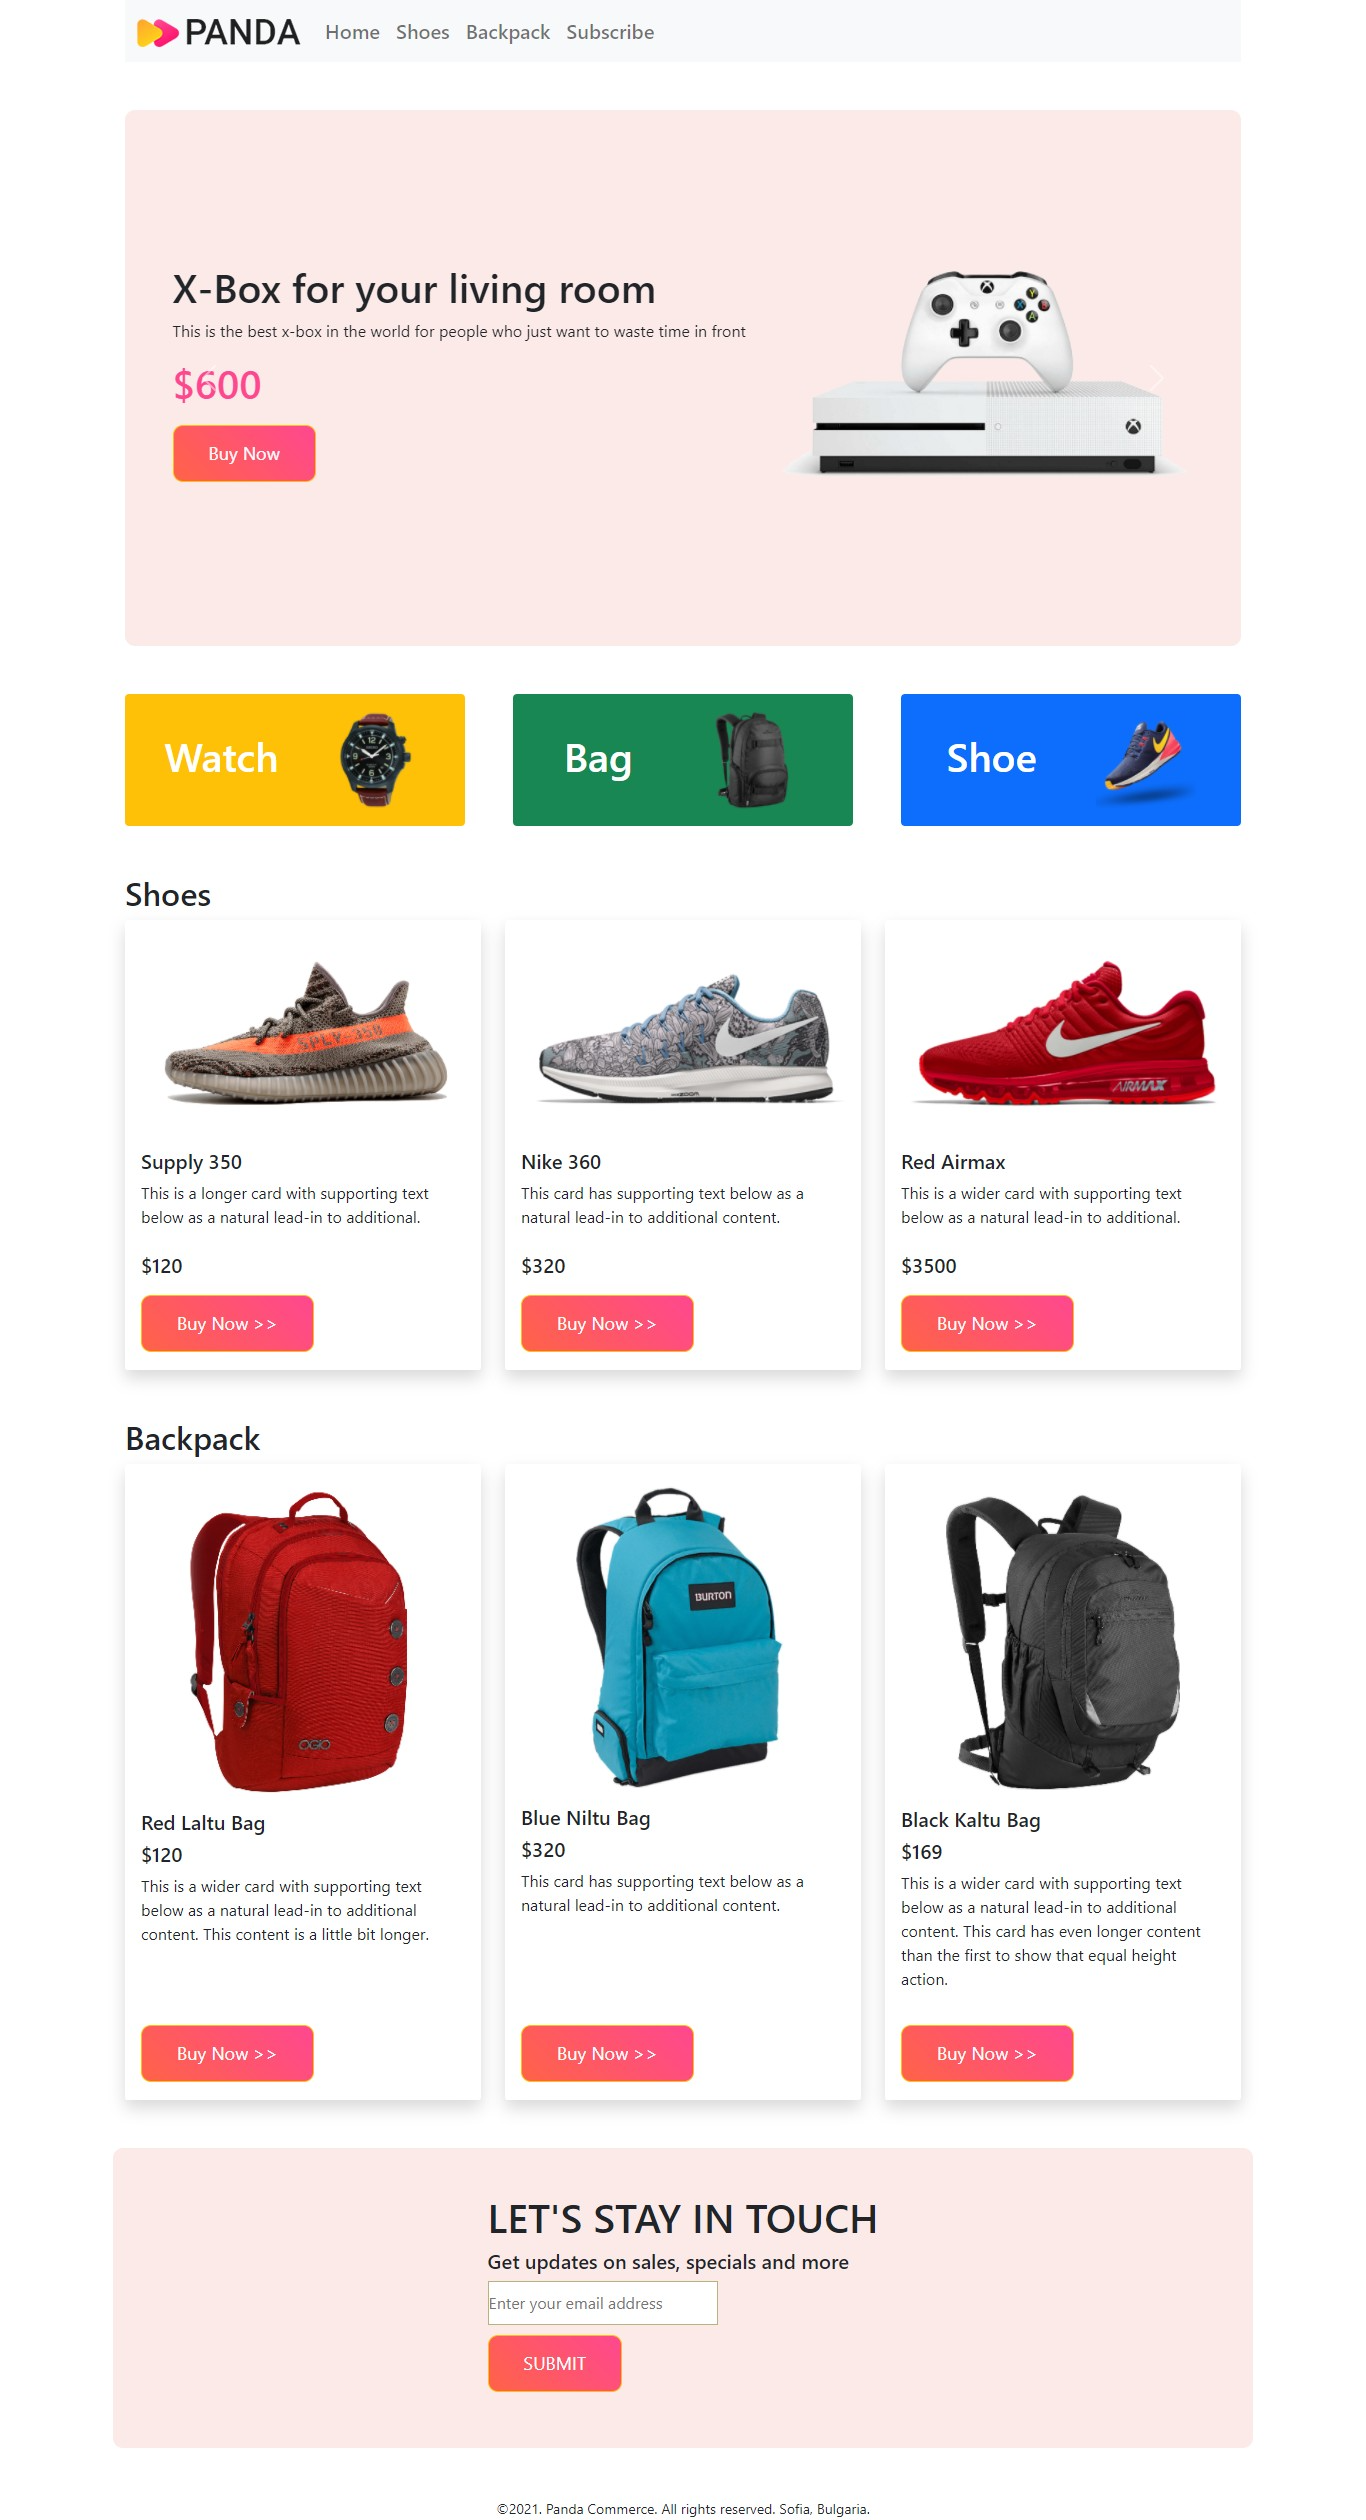 PANDA Home Shoes Backpack Subscribe
X-Box for your living room
This is the best x-box in the world for people who just want to waste time in front
$600
Buy Now
Watch
Bag
Shoe
Shoes
SPLY-350
AIRMAX
Supply 350
This is a longer card with supporting text
below as a natural lead-in to additional.
$120
Buy Now >>
Nike 360
This card has supporting text below as a
natural lead-in to additional content.
$320
Buy Now >>
Red Airmax
This is a wider card with supporting text
below as a natural lead-in to additional.
$3500
Buy Now >>
Backpack
OGIO
Red Laltu Bag
$120
This is a wider card with supporting text
below as a natural lead-in to additional
content. This content is a little bit longer.
Buy Now >>
BURTON
Blue Niltu Bag
$320
This card has supporting text below as a
natural lead-in to additional content.
Buy Now >>
Black Kaltu Bag
$169
This is a wider card with supporting text
below as a natural lead-in to additional
content. This card has even longer content
than the first to show that equal height
action.
Buy Now >>
LET'S STAY IN TOUCH
Get updates on sales, specials and more
Enter your email address
SUBMIT
©2021. Panda Commerce. All rights reserved. Sofia, Bulgaria.